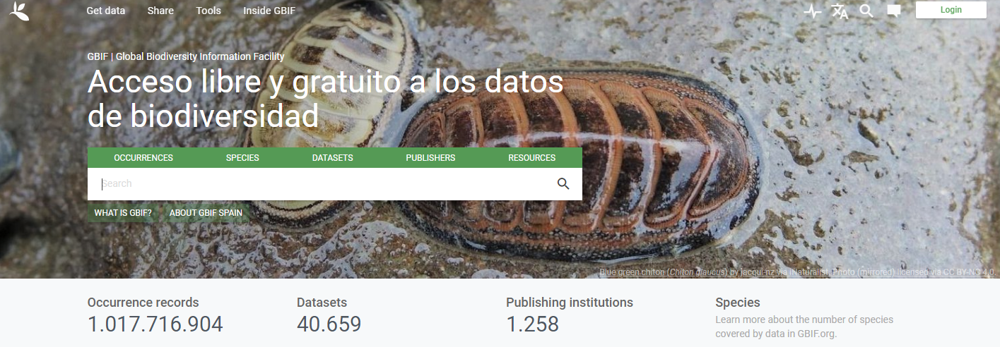 Get data Share Tools Inside GBIF Login
GBIF | Global Biodiversity Information Facility
Acceso libre y gratuito a los datos
de biodiversidad
OCCURRENCES SPECIES DATASETS PUBLISHERS RESOURCES
Search
WHAT IS GBIF? ABOUT GBIF SPAIN
Blue green chiton (Chiton glaucus) by jacqui-nz via iNaturalist. Photo (mirrored) licensed via CC BY-NC 4.0.
Occurrence records Datasets Publishing institutions Species
1.017.716.904 40.659 1.258 Learn more about the number of species
covered by data in GBIF.org.